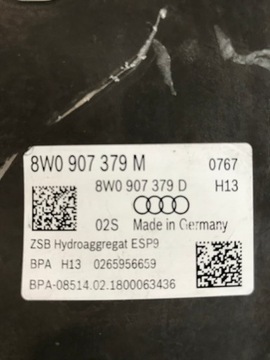 8W0 907 379 M 0767
8W0 907 379 D H13
02S Made in Germany
ZSB Hydroaggregat ESP9
BPA H13 0265956659
BPA-08514.02.1800063436